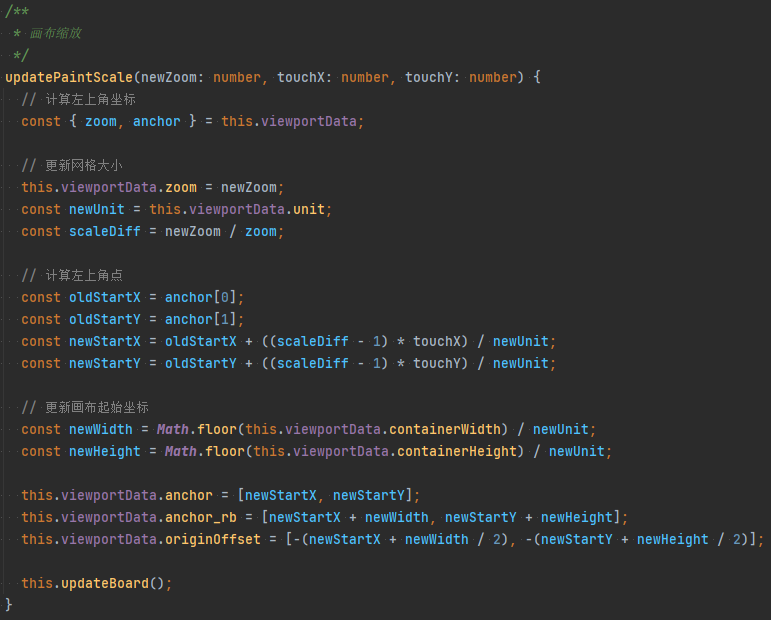 /**
 * 画布缩放
 */
updatePaintScale(newZoom: number, touchX: number, touchY: number) {
  // 计算左上角坐标
  const { zoom, anchor } = this.viewportData;

  // 更新网格大小
  this.viewportData.zoom = newZoom;
  const newUnit = this.viewportData.unit;
  const scaleDiff = newZoom / zoom;

  // 计算左上角点
  const oldStartX = anchor[0];
  const oldStartY = anchor[1];
  const newStartX = oldStartX + ((scaleDiff - 1) * touchX) / newUnit;
  const newStartY = oldStartY + ((scaleDiff - 1) * touchY) / newUnit;

  // 更新画布起始坐标
  const newWidth = Math.floor(this.viewportData.containerWidth) / newUnit;
  const newHeight = Math.floor(this.viewportData.containerHeight) / newUnit;

  this.viewportData.anchor = [newStartX, newStartY];
  this.viewportData.anchor_rb = [newStartX + newWidth, newStartY + newHeight];
  this.viewportData.originOffset = [-(newStartX + newWidth / 2), -(newStartY + newHeight / 2)];

  this.updateBoard();
}